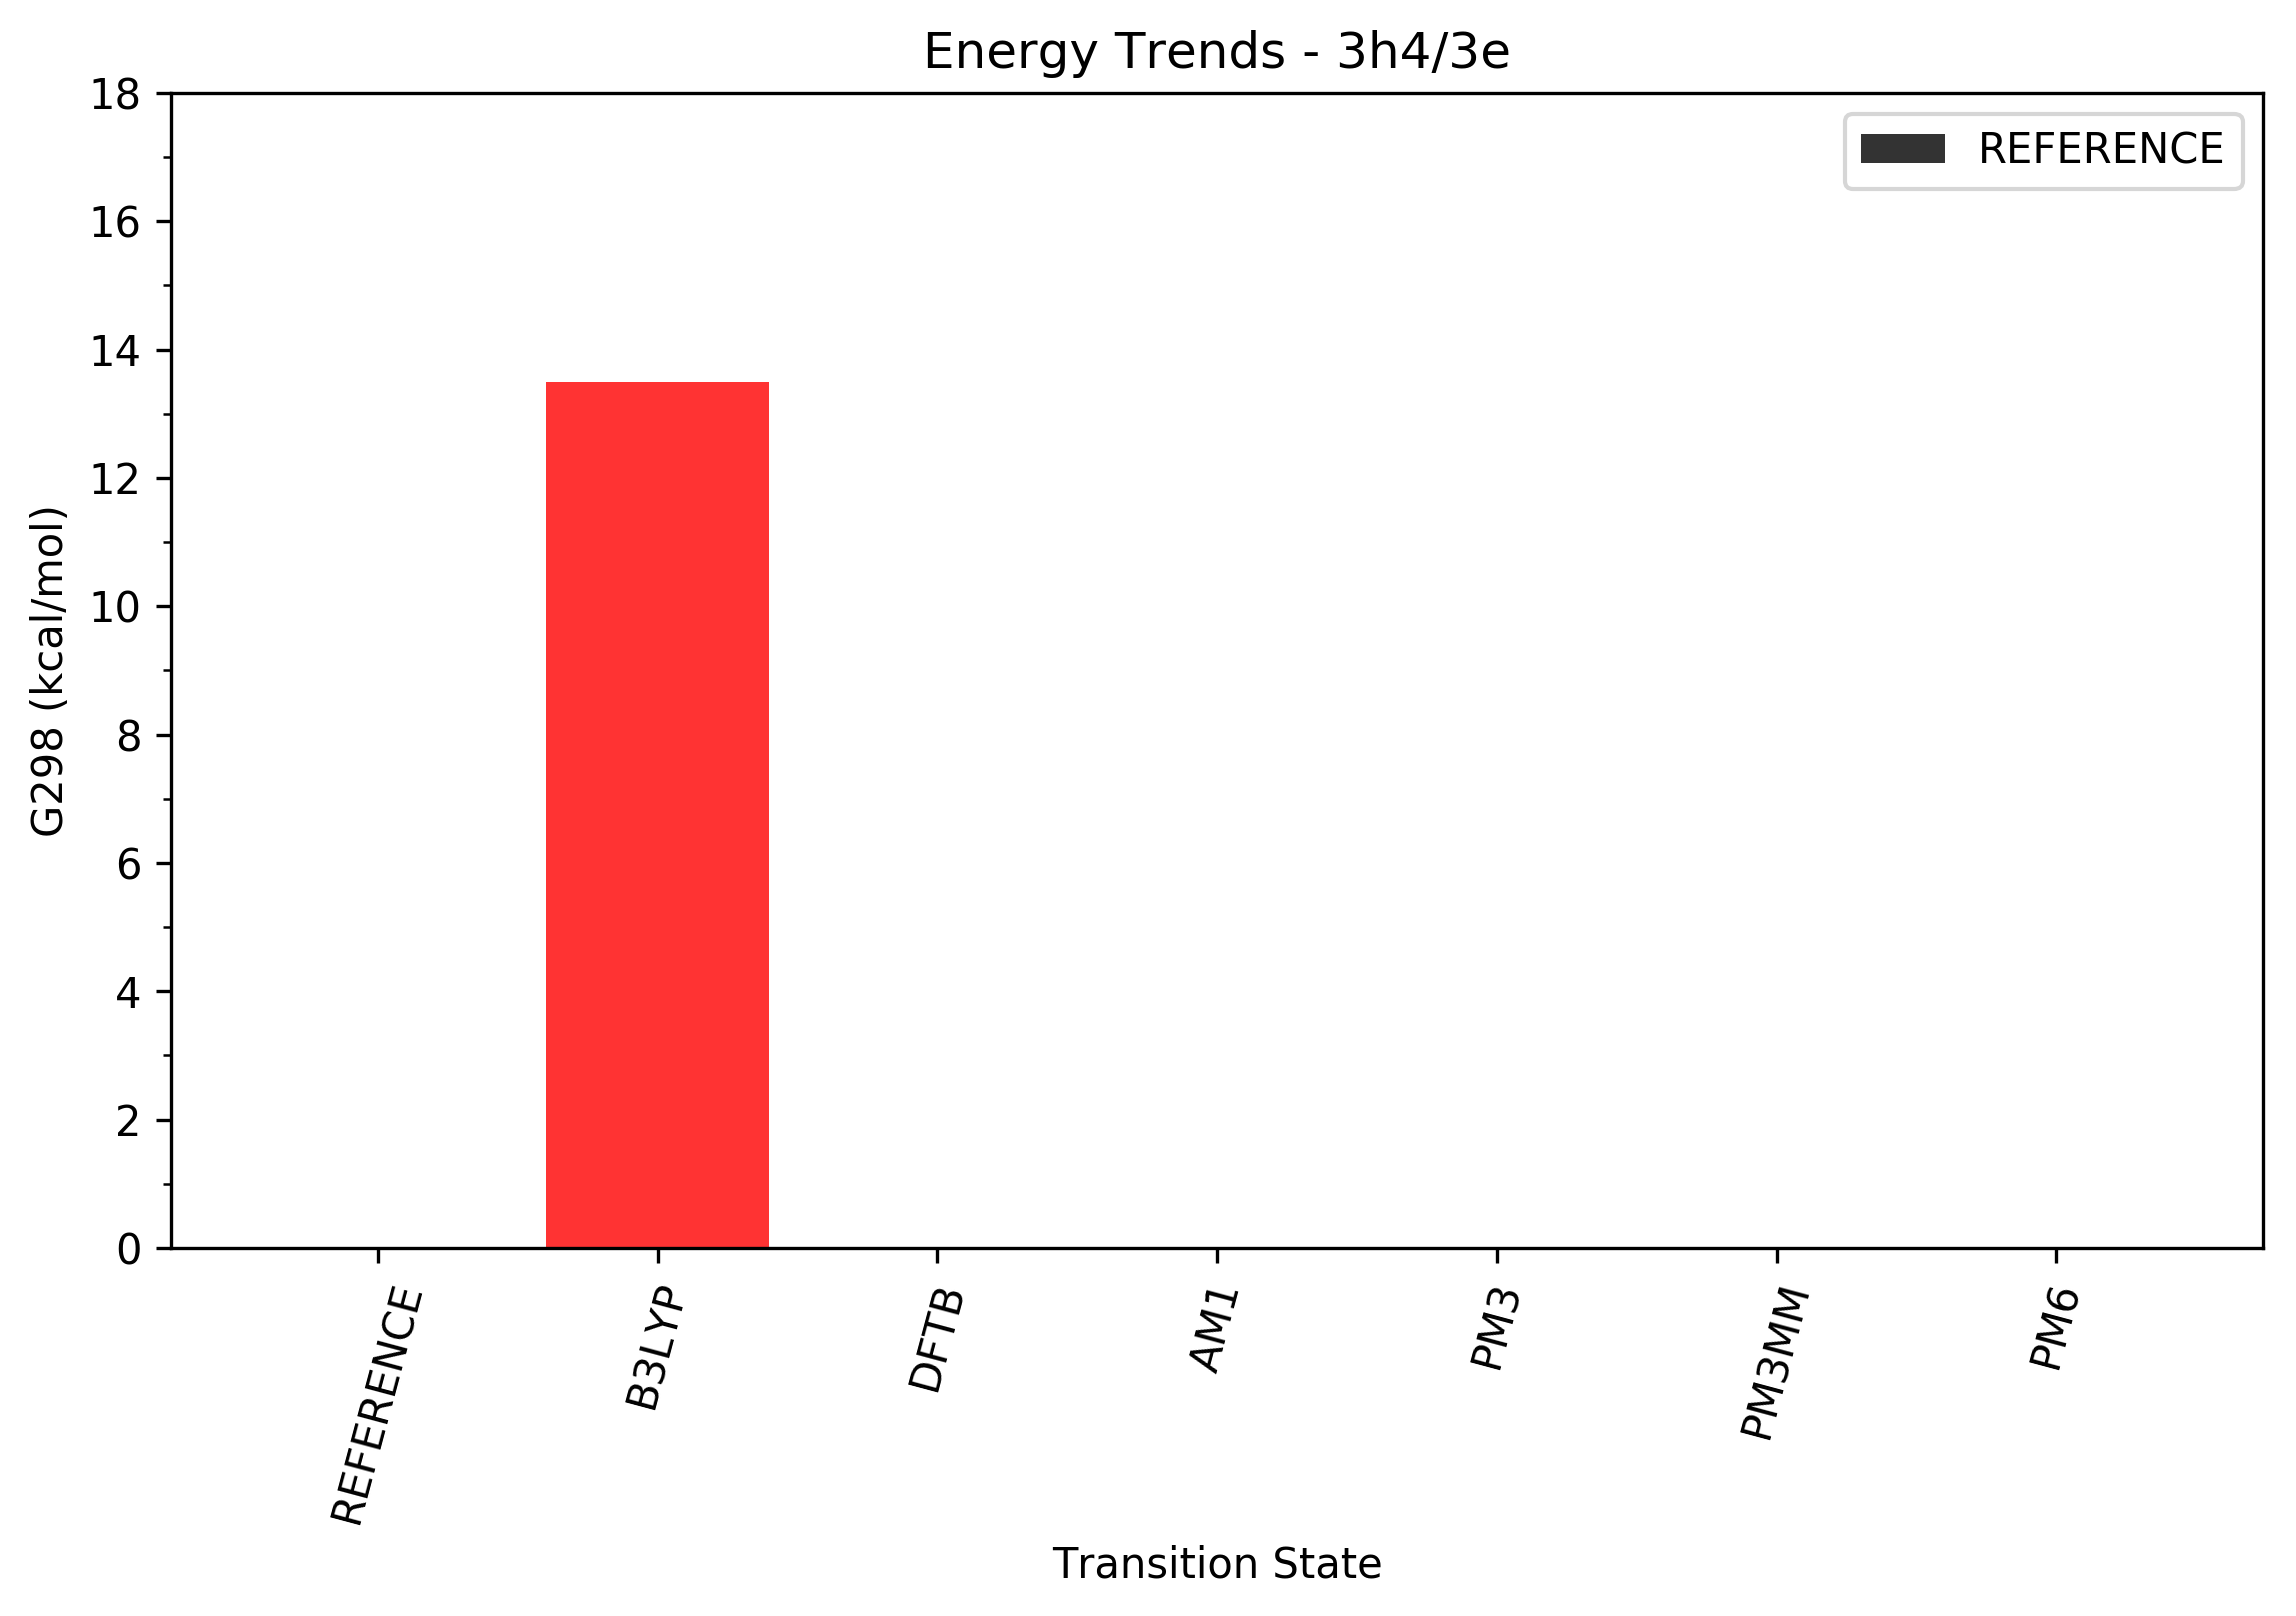 Energy Trends - 3h4/3e
REFERENCE
G298 (kcal/mol)
18
16
14
12
10
8
6
4
2
0
REFERENCE
B3LYP
DFTB
AM1
PM3
PM3MM
PM6
Transition State